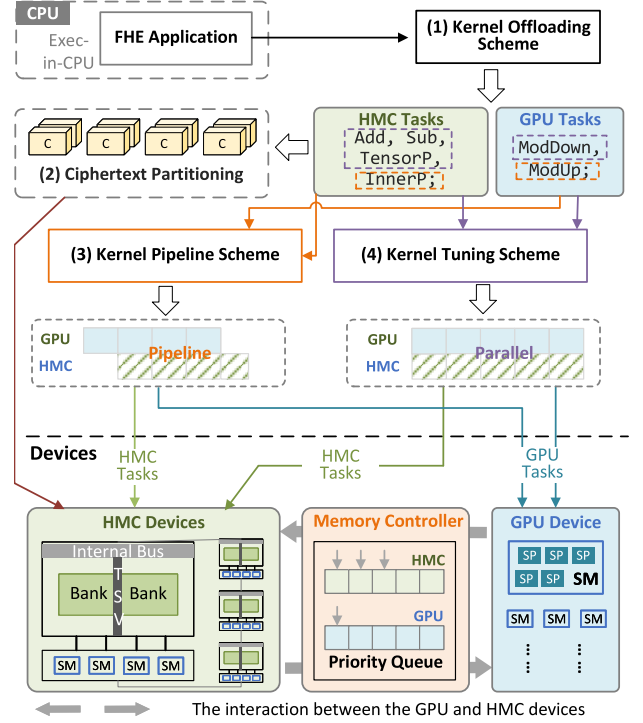 CPU
Exec-
in-CPU
FHE Application
(1) Kernel Offloading
Scheme
C C C C
(2) Ciphertext Partitioning
HMC Tasks
Add, Sub,
TensorP,
InnerP;
GPU Tasks
ModDown,
ModUp;
(3) Kernel Pipeline Scheme
(4) Kernel Tuning Scheme
GPU
HMC
Pipeline
GPU
HMC
Parallel
Devices
HMC
Tasks
HMC
Tasks
GPU
Tasks
HMC Devices
Internal Bus
Bank
TSV
Bank
SM SM SM SM
Memory Controller
HMC
GPU
Priority Queue
GPU Device
SP SP SP
SP SP SM
SM SM SM
The interaction between the GPU and HMC devices